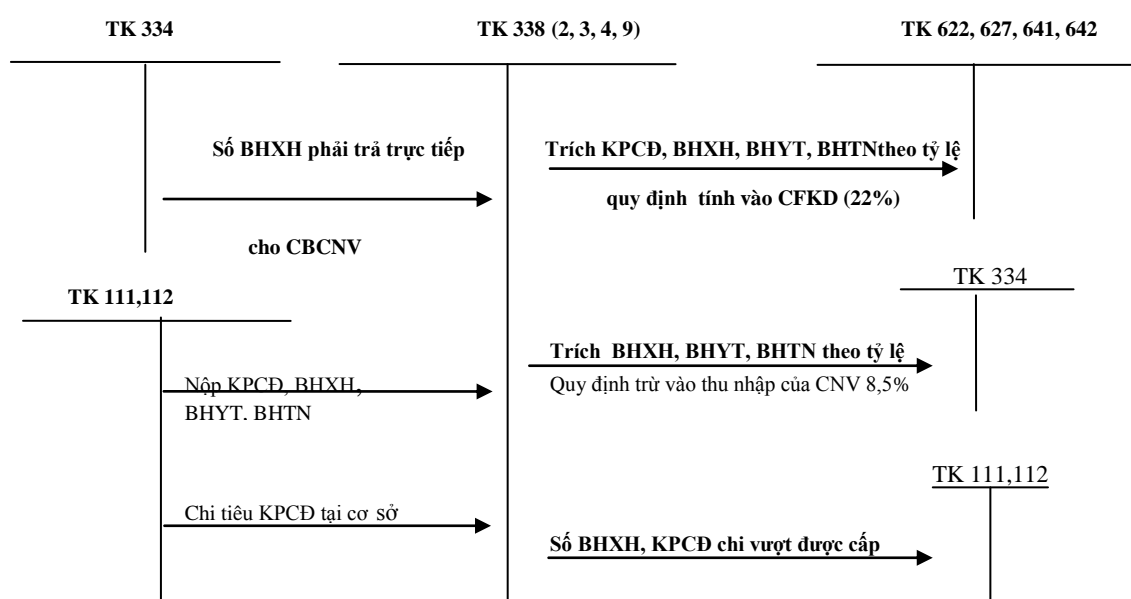 TK 334
TK 338 (2, 3, 4, 9)
TK 622, 627, 641, 642
Số BHXH phải trả trực tiếp
cho CBCNV
Trích KPCĐ, BHXH, BHYT, BHTNtheo tỷ lệ
quy định tính vào CFKD (22%)
TK 111,112
TK 334
Nộp KPCĐ, BHXH,
BHYT. BHTN
Trích BHXH, BHYT, BHTN theo tỷ lệ
Quy định trừ vào thu nhập của CNV 8,5%
TK 111,112
Chi tiêu KPCĐ tại cơ sở
Số BHXH, KPCĐ chi vượt được cấp